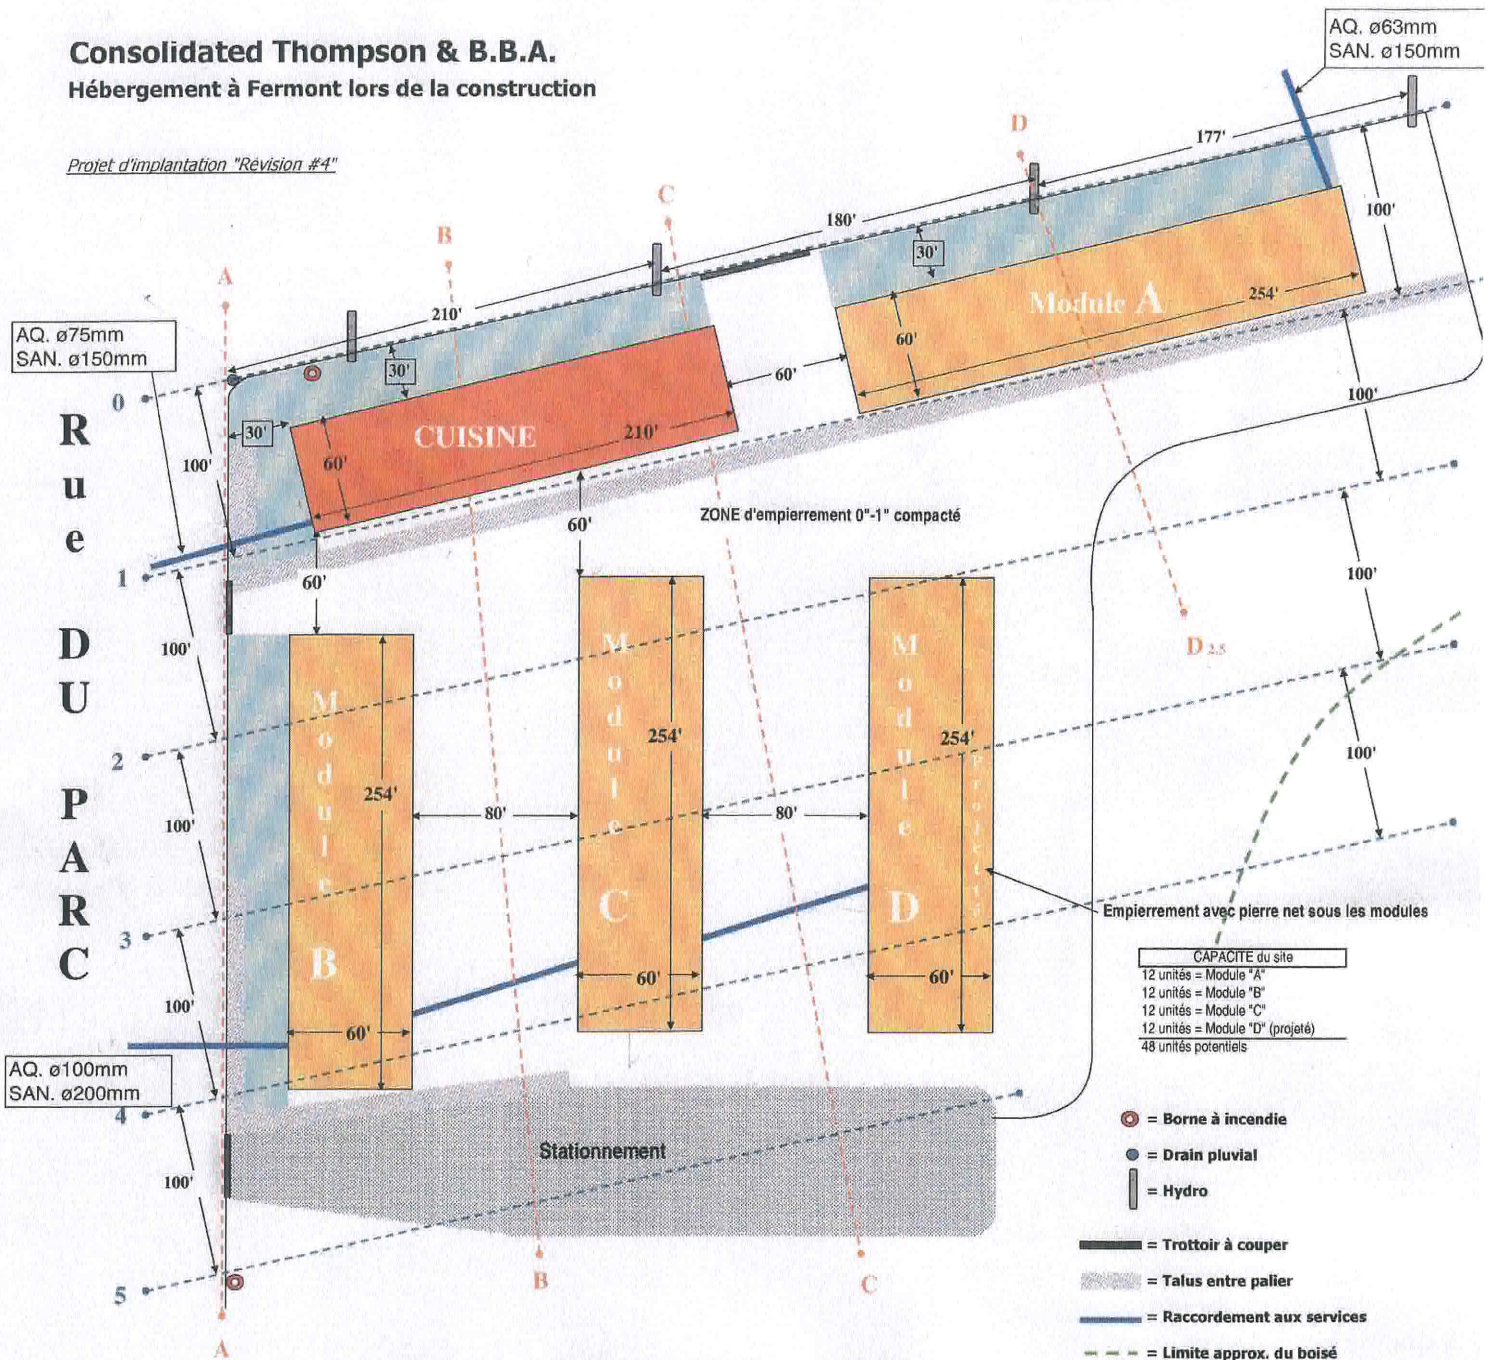 Consolidated Thompson & B.B.A.
Hébergement à Fermont lors de la construction
Projet d'implantation "Révision #4"
AQ. ø63mm
SAN. ø150mm
D
177'
C
180'
100'
B
30'
A
Module A
254'
210'
60'
AQ. ø75mm
SAN. ø150mm
30'
60'
100'
0
30'
CUISINE
210'
100'
60'
Rue DU PARC
ZONE d'empierrement 0"-1" compacté
60'
60'
1
100'
100'
D 2.5
Module B
Module C
Module D
Projetté
254'
254'
254'
2
100'
100'
80'
80'
3
Empierrement avec pierre net sous les modules
CAPACITE du site
12 unités = Module "A"
12 unités = Module "B"
12 unités = Module "C"
12 unités = Module "D" (projeté)
48 unités potentiels
60'
60'
60'
100'
AQ. ø100mm
SAN. ø200mm
4
Stationnement
100'
5
A
B
C
= Borne à incendie
= Drain pluvial
= Hydro
= Trottoir à couper
= Talus entre palier
= Raccordement aux services
= Limite approx. du boisé